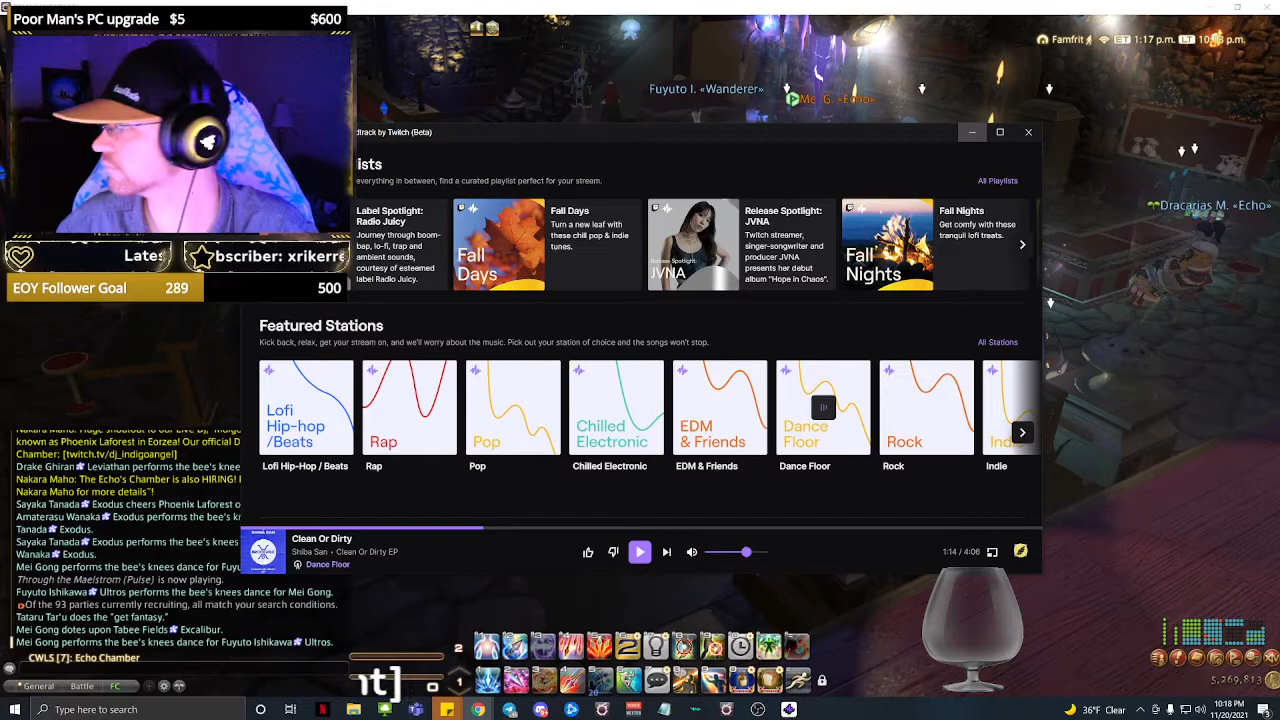 Poor Man's PC upgrade $5 $600
Famfrit ET 1:17 p.m. LT
Fuyuto I. «Wanderer»
Me G. «Echo»
Dracarias M. «Echo»
dtrack by Twitch (Beta)
ists
everything in between, find a curated playlist perfect for your stream.
All Playlists
Label Spotlight: Radio Juicy
Journey through boom-
bap, lo-fi, trap and
ambient sounds,
courtesy of esteemed
label Radio Juicy.
Fall
Days
Fall Days
Turn a new leaf with
these chill pop & indie
tunes.
Release Spotlight:
JVNA
Release Spotlight:
JVNA
Twitch streamer,
singer-songwriter and
producer JVNA
presents her debut
album "Hope in Chaos".
Fall
Nights
Fall Nights
Get comfy with these
tranquil lofi treats.
Lates
bscriber: xrikerre
EOY Follower Goal 289 500
Featured Stations
Kick back, relax, get your stream on, and we'll worry about the music. Pick out your station of choice and the songs won't stop.
All Stations
Lofi
Hip-hop
/Beats
Rap
Pop
Chilled
Electronic
EDM
& Friends
Dance
Floor
Rock
Indie
Lofi Hip-Hop / Beats
Rap
Pop
Chilled Electronic
EDM & Friends
Dance Floor
Rock
Indie
Clean Or Dirty
Shiba San • Clean Or Dirty EP
Dance Floor
1:14 / 4:06
SHIBA SAN
known as Phoenix Laforest in Eorzea! Our official D
Chamber: [twitch.tv/dj_indigoangel]
Drake Ghiran Leviathan performs the bee's knee
Nakara Maho: The Echo's Chamber is also HIRING! I
Nakara Maho for more details~!
Sayaka Tanada Exodus cheers Phoenix Laforest o
Amaterasu Wanaka Exodus performs the bee's kr
Tanada Exodus.
Sayaka Tanada Exodus performs the bee's knees
Wanaka Exodus.
Mei Gong performs the bee's knees dance for Fuyu
Through the Maelstrom (Pulse) is now playing.
Fuyuto Ishikawa Ultros performs the bee's knees dance for Mei Gong.
Of the 93 parties currently recruiting, all match your search conditions.
Tataru Tar'u does the "get fantasy."
Mei Gong dotes upon Tabee Fields Excalibur.
Mei Gong performs the bee's knees dance for Fuyuto Ishikawa Ultros.
CWLS [7]: Echo Chamber
General Battle FC
2
1
20
5,269,813
Type here to search
36°F Clear
10:18 PM
11/20/2021